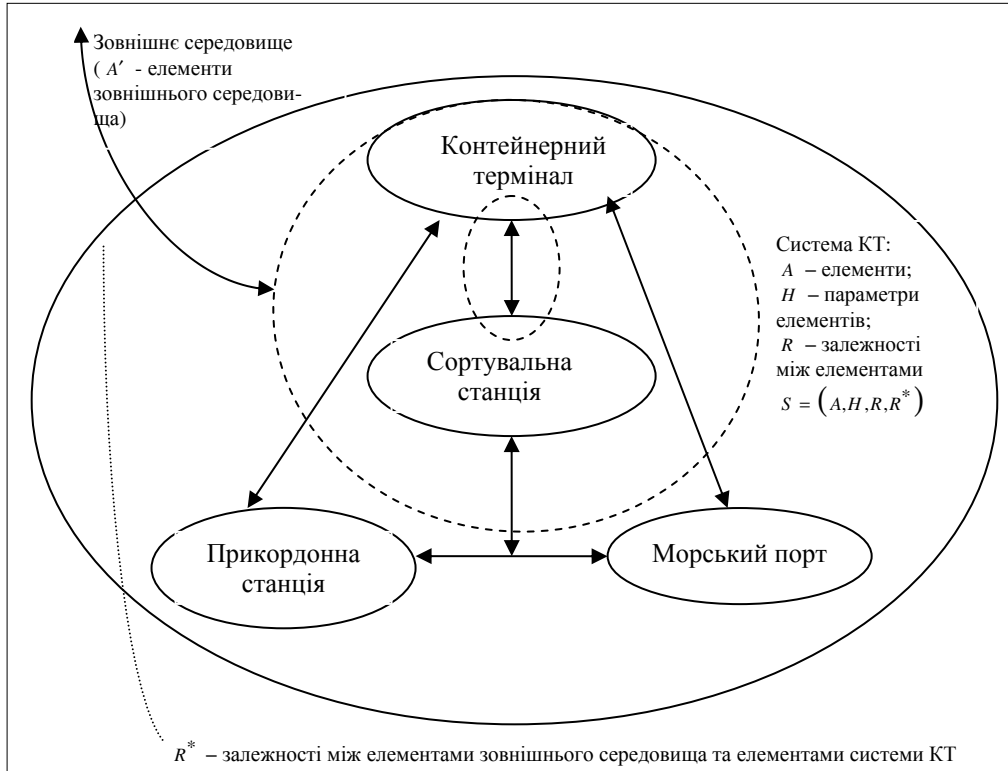 Зовнішнє середовище
( A′ - елементи
зовнішнього середови-
ща)
Контейнерний
термінал
Система КТ:
A – елементи;
H – параметри
елементів;
R – залежності
між елементами
S = (A,H,R,R*)
Сортувальна
станція
Прикордонна
станція
Морський порт
R* – залежності між елементами зовнішнього середовища та елементами системи КТ